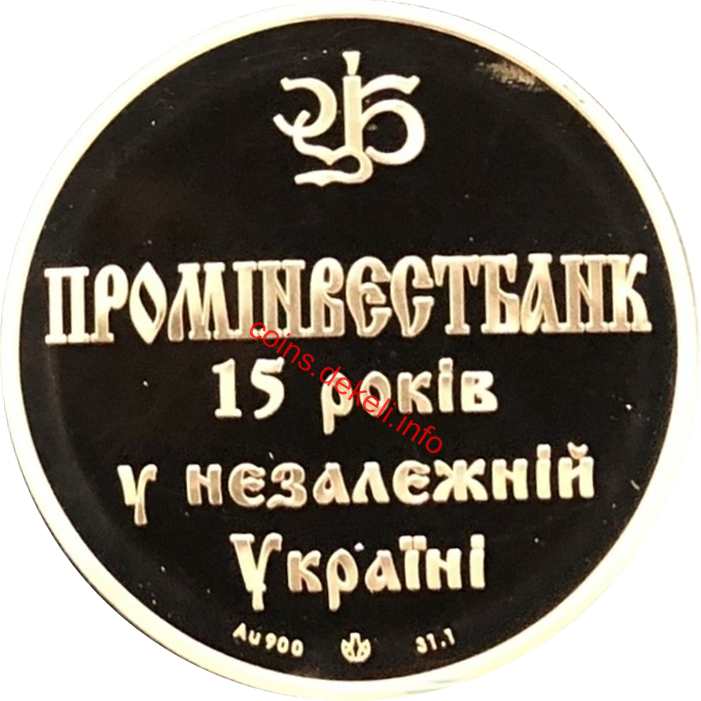 ПРОМІНВЕСТБАНК
15 років
у незалежній
Україні
Au 900 31.1
coins.dekeli.info